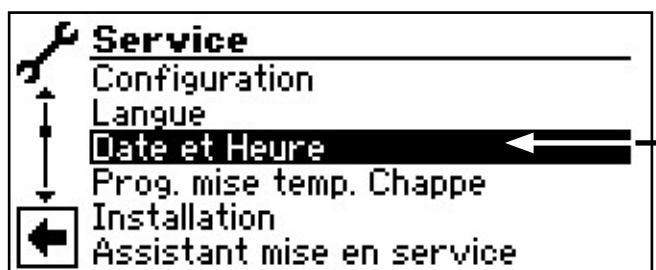 Service
Configuration
Langue
Date et Heure
Prog. mise temp. Chappe
Installation
Assistant mise en service